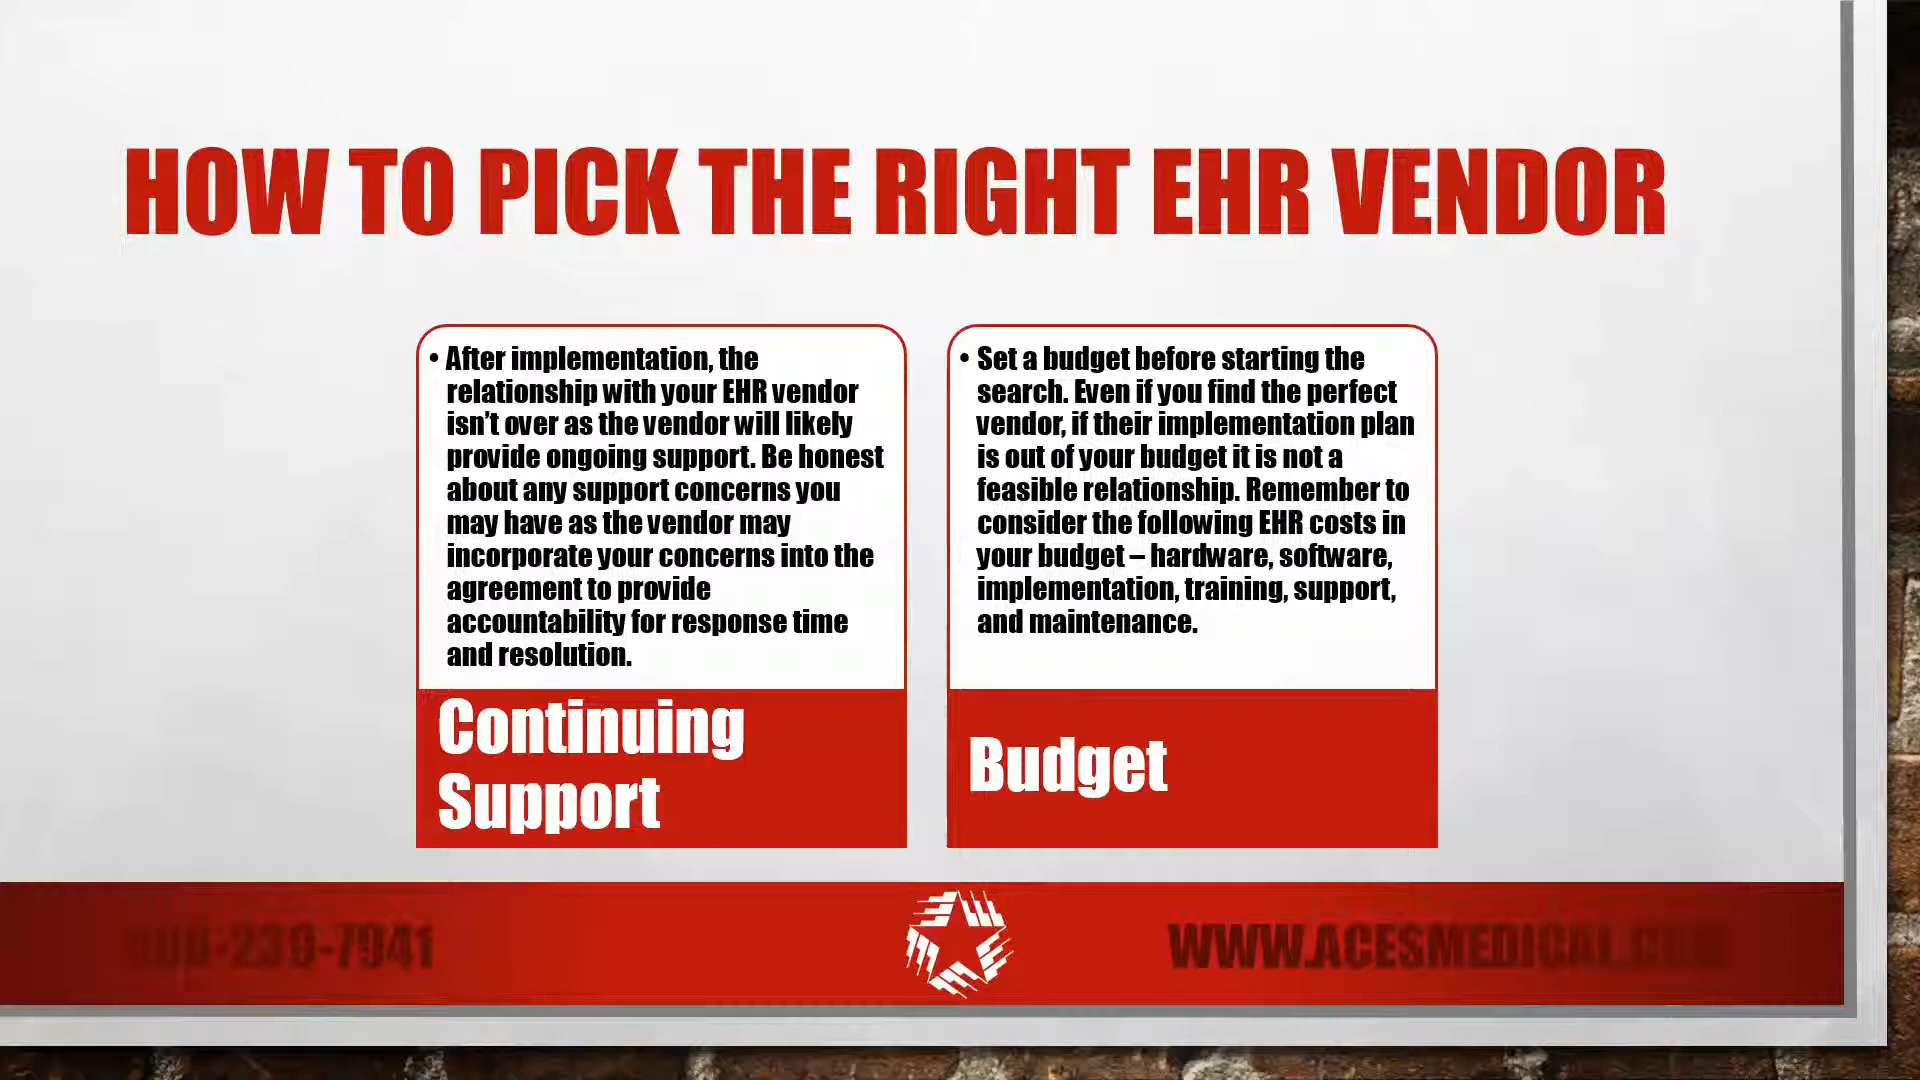 HOW TO PICK THE RIGHT EHR VENDOR
• After implementation, the
relationship with your EHR vendor
isn't over as the vendor will likely
provide ongoing support. Be honest
about any support concerns you
may have as the vendor may
incorporate your concerns into the
agreement to provide
accountability for response time
and resolution.
Continuing
Support
• Set a budget before starting the
search. Even if you find the perfect
vendor, if their implementation plan
is out of your budget it is not a
feasible relationship. Remember to
consider the following EHR costs in
your budget – hardware, software,
implementation, training, support,
and maintenance.
Budget
WWW.ACESMEDICAL.COM